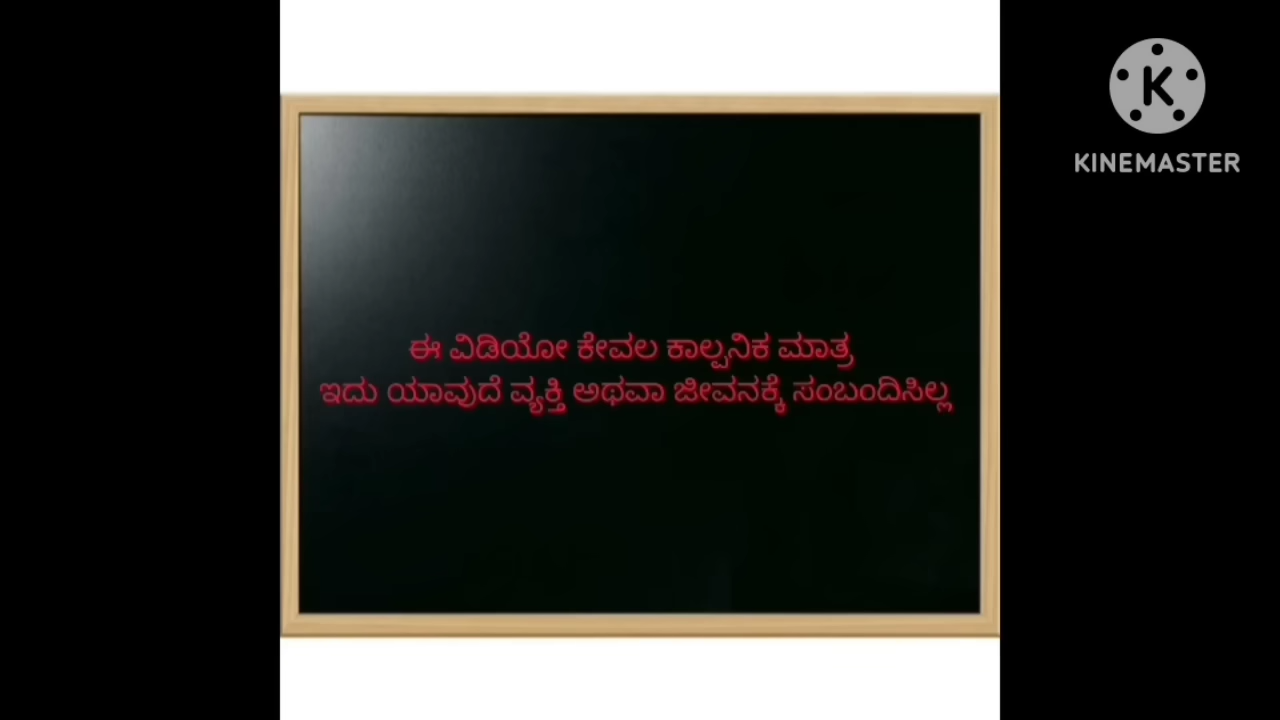 ಈ ವಿಡಿಯೋ ಕೇವಲ ಕಾಲ್ಪನಿಕ ಮಾತ್ರ
ಇದು ಯಾವುದೆ ವ್ಯಕ್ತಿ ಅಥವಾ ಜೀವನಕ್ಕೆ ಸಂಬಂದಿಸಿಲ್ಲ
K
KINEMASTER